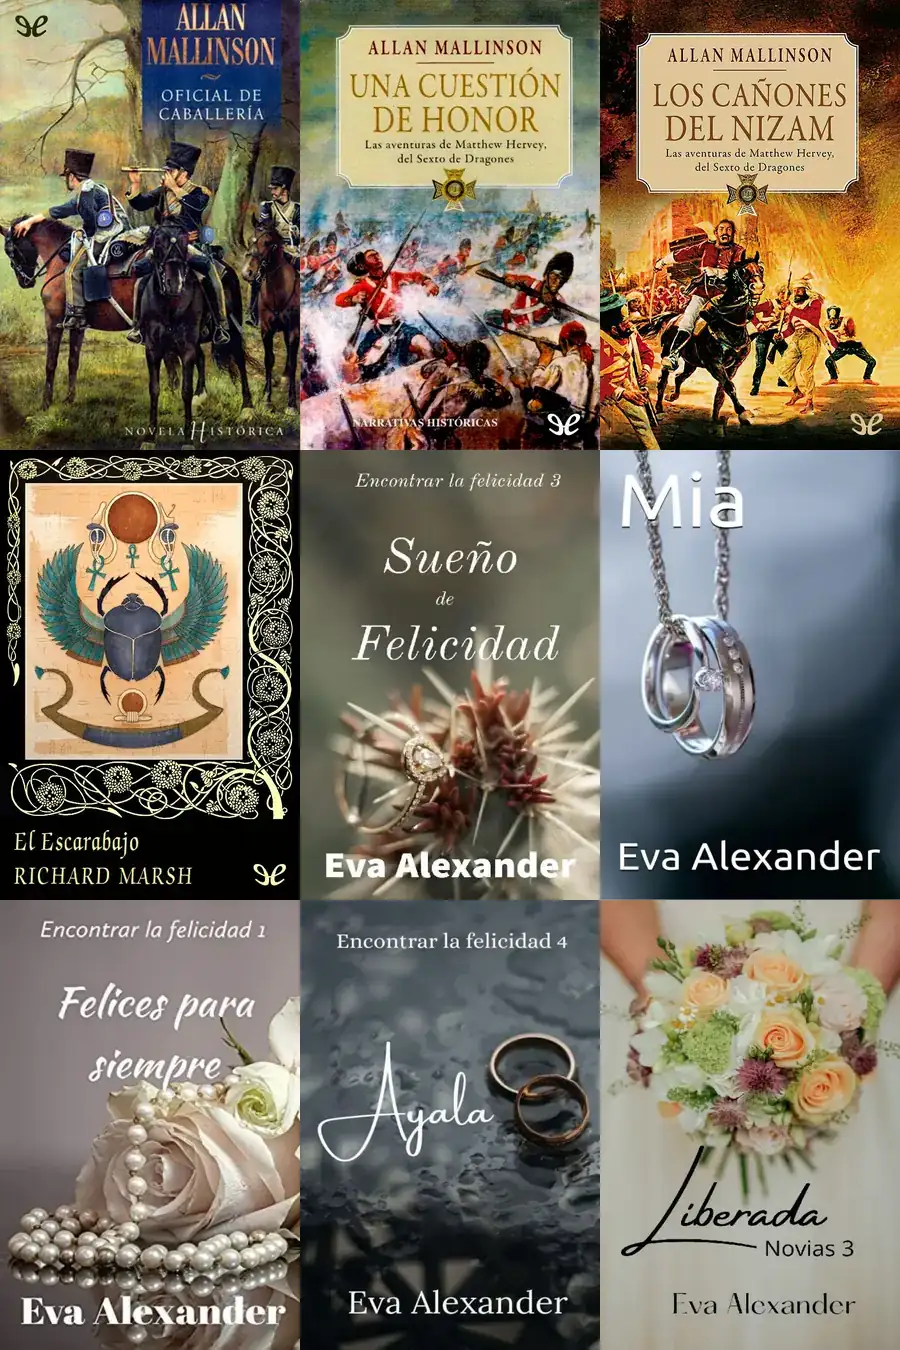 ALLAN
MALLINSON
OFICIAL DE
CABALLERÍA
NOVELA HISTÓRICA
ALLAN MALLINSON
UNA CUESTIÓN
DE HONOR
Las aventuras de Matthew Hervey,
del Sexto de Dragones
NARRATIVAS HISTÓRICAS
ALLAN MALLINSON
LOS CAÑONES
DEL NIZAM
Las aventuras de Matthew Hervey,
del Sexto de Dragones
El Escarabajo
RICHARD MARSH
Encontrar la felicidad 3
Sueño
de
Felicidad
Eva Alexander
Mia
Eva Alexander
Encontrar la felicidad 1
Felices para
siempre
Eva Alexander
Encontrar la felicidad 4
Ayala
Eva Alexander
Liberada
Novias 3
Eva Alexander